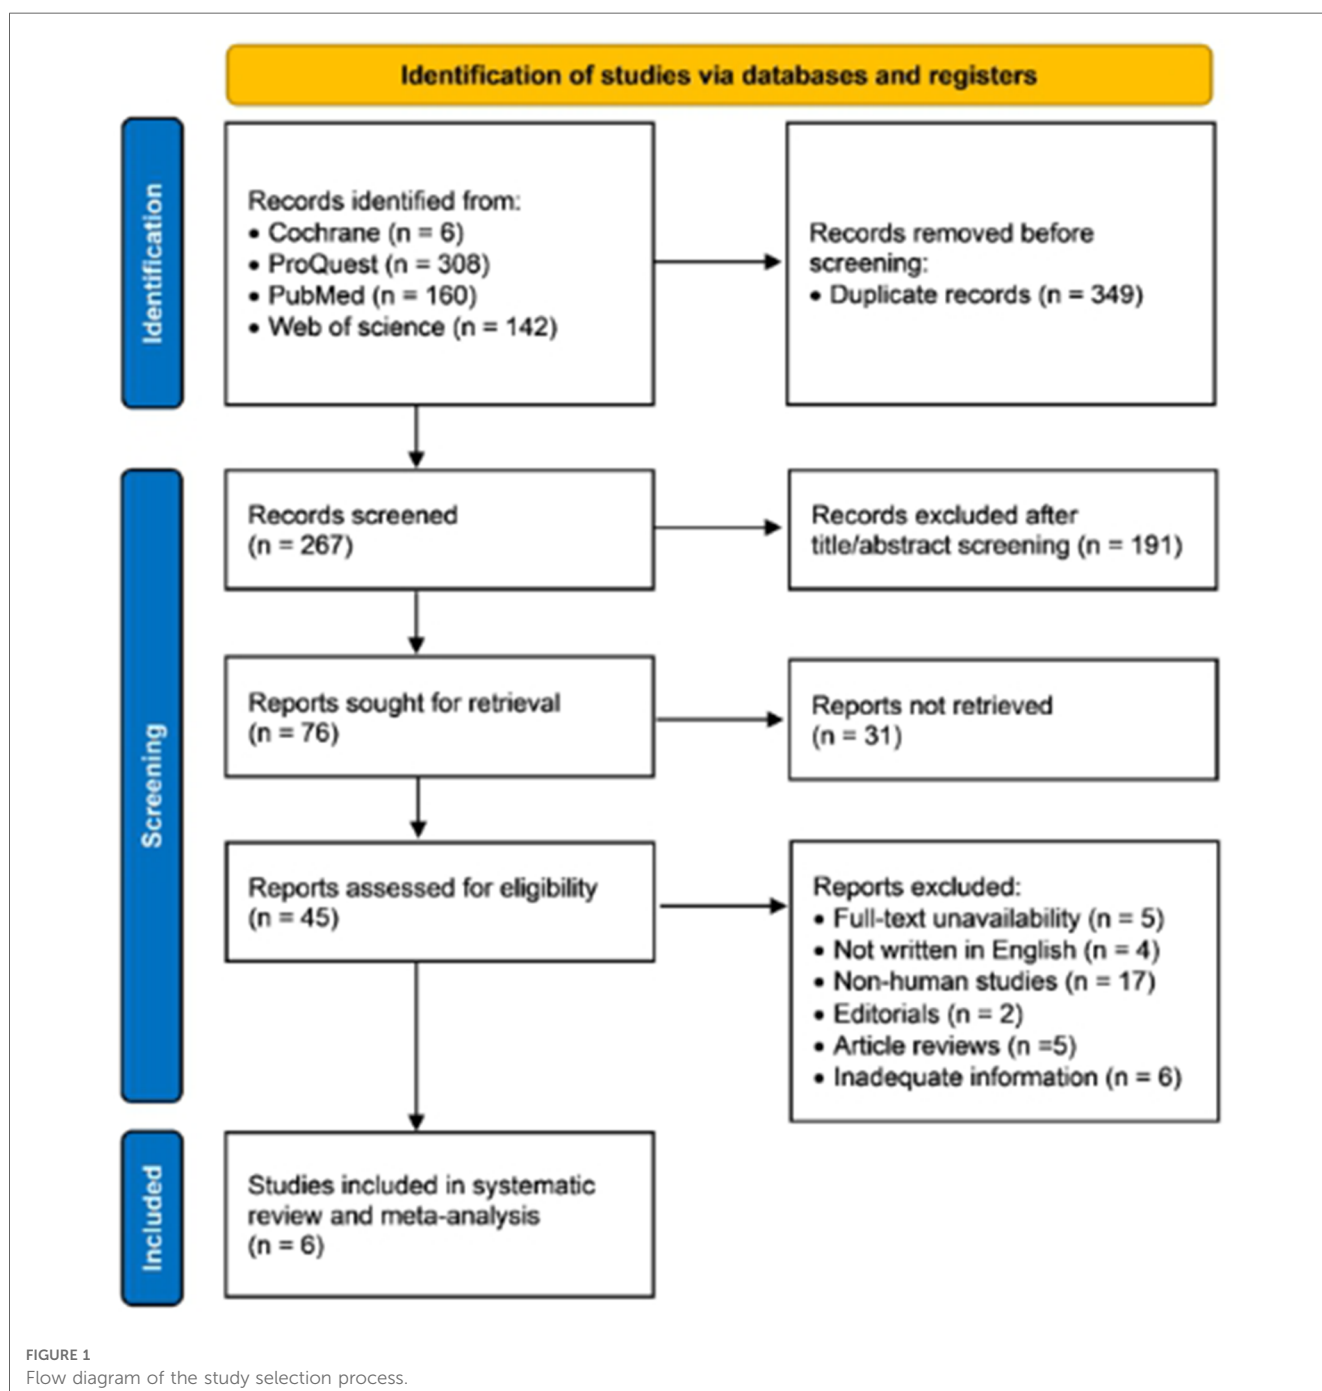 Identification of studies via databases and registers
Identification
Records identified from:
• Cochrane (n = 6)
• ProQuest (n = 308)
• PubMed (n = 160)
• Web of science (n = 142)
Records removed before
screening:
• Duplicate records (n = 349)
Screening
Records screened
(n = 267)
Records excluded after
title/abstract screening (n = 191)
Reports sought for retrieval
(n = 76)
Reports not retrieved
(n = 31)
Reports assessed for eligibility
(n = 45)
Reports excluded:
• Full-text unavailability (n = 5)
• Not written in English (n = 4)
• Non-human studies (n = 17)
• Editorials (n = 2)
• Article reviews (n =5)
• Inadequate information (n = 6)
Included
Studies included in systematic
review and meta-analysis
(n = 6)
FIGURE 1
Flow diagram of the study selection process.